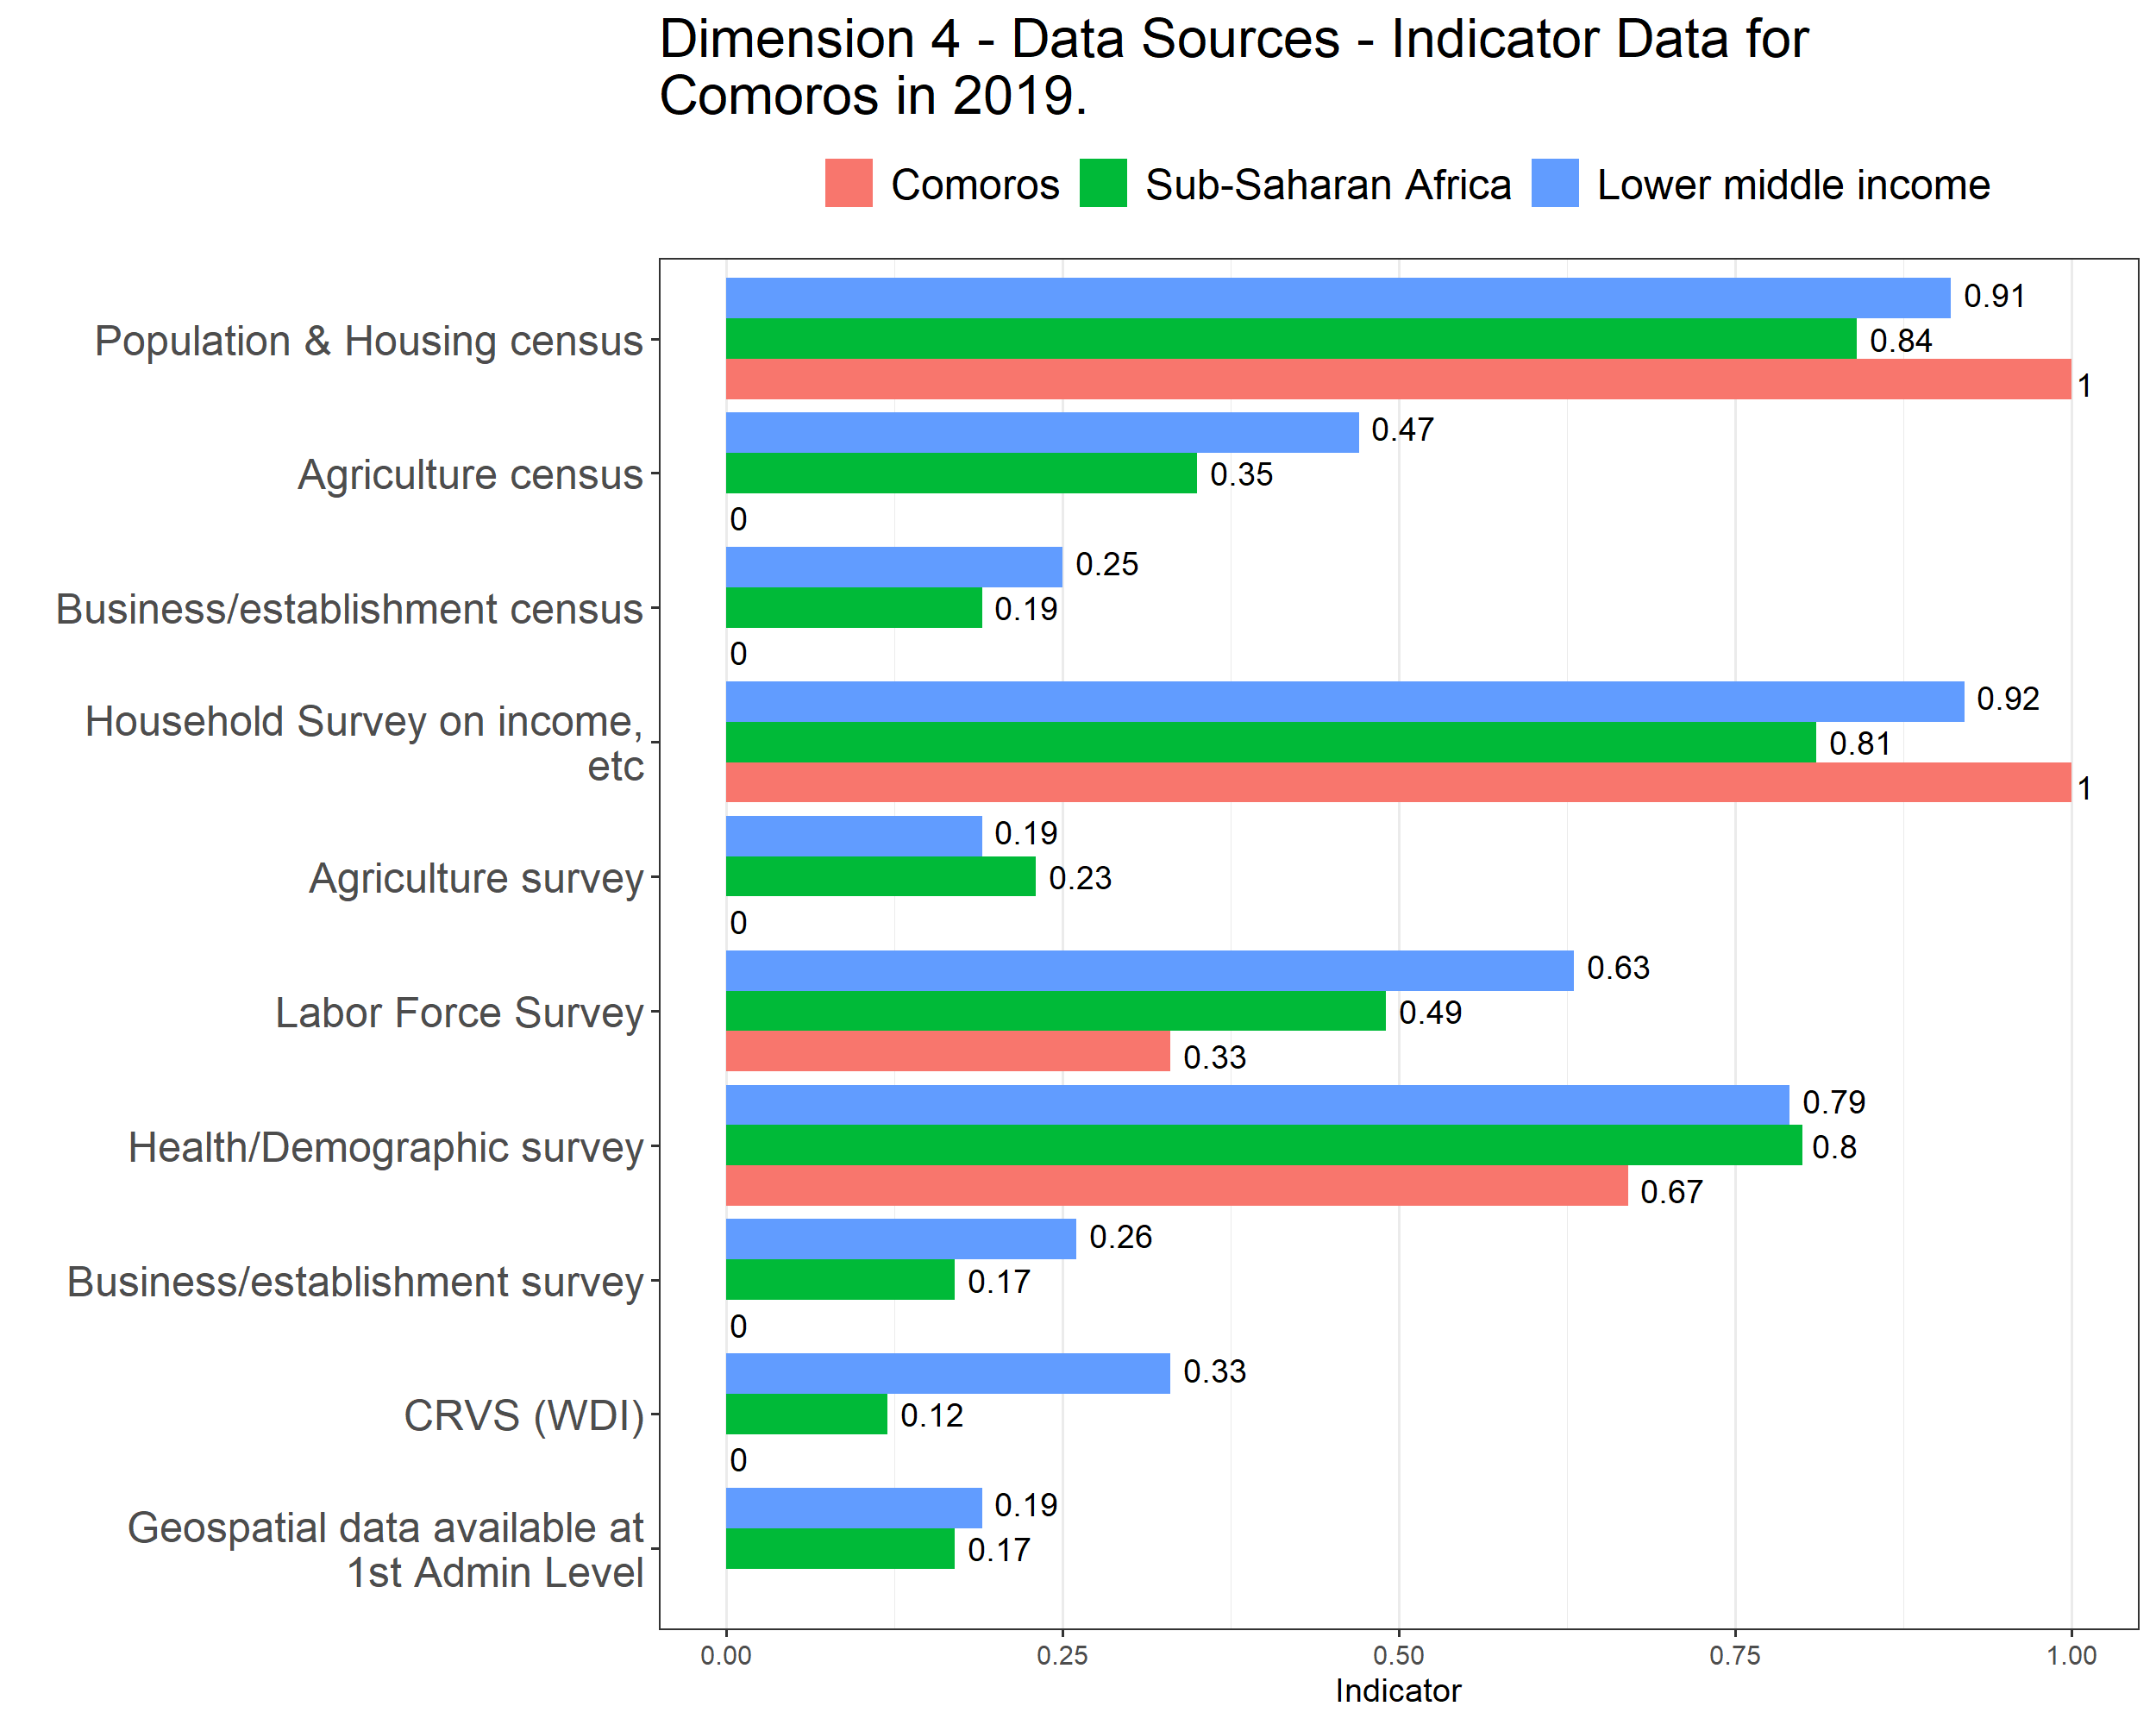 Dimension 4 - Data Sources - Indicator Data for
Comoros in 2019.
Comoros Sub-Saharan Africa Lower middle income
Population & Housing census
0.91
0.84
1
Agriculture census
0.47
0.35
0
Business/establishment census
0.25
0.19
0
Household Survey on income,
etc
0.92
0.81
1
Agriculture survey
0.19
0.23
0
Labor Force Survey
0.63
0.49
0.33
Health/Demographic survey
0.79
0.8
0.67
Business/establishment survey
0.26
0.17
0
CRVS (WDI)
0.33
0.12
0
Geospatial data available at
1st Admin Level
0.19
0.17
0.00 0.25 0.50 0.75 1.00
Indicator